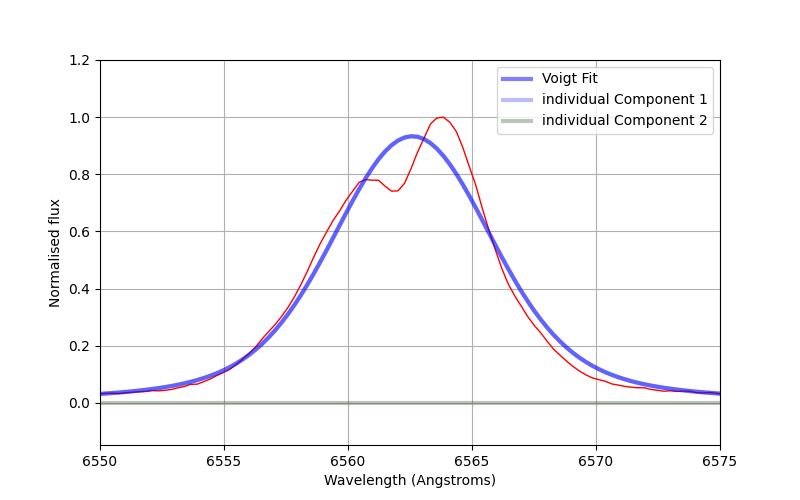 Voigt Fit
individual Component 1
individual Component 2
Normalised flux
1.2
1.0
0.8
0.6
0.4
0.2
0.0
6550 6555 6560 6565 6570 6575
Wavelength (Angstroms)